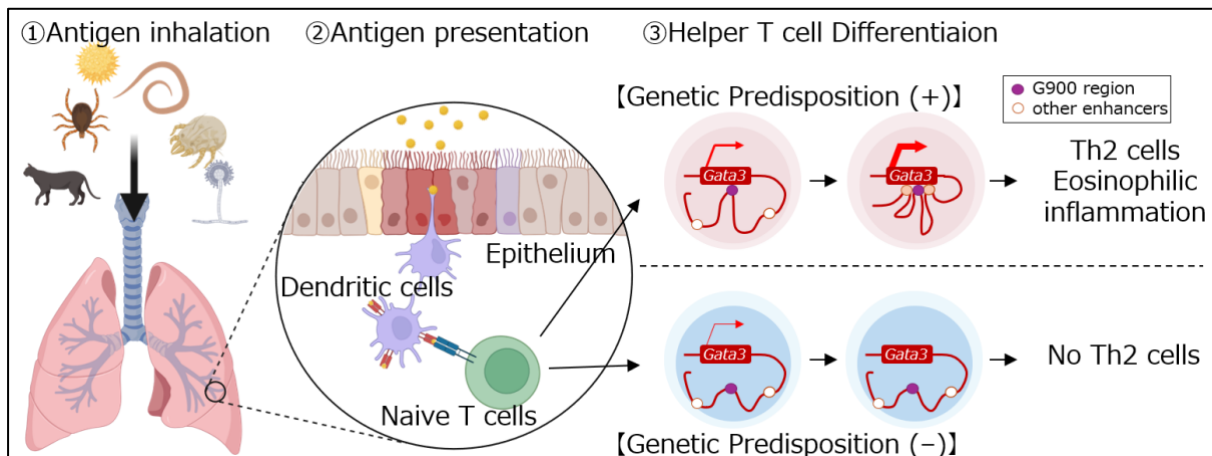 ①Antigen inhalation
②Antigen presentation
③Helper T cell Differentiaion
【Genetic Predisposition (+)】
G900 region
other enhancers
Gata3
Gata3
Th2 cells
Eosinophilic
inflammation
Epithelium
Dendritic cells
Naive T cells
Gata3
Gata3
No Th2 cells
【Genetic Predisposition (−)】